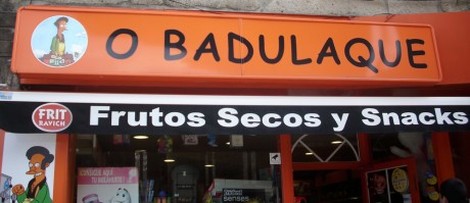 O BADULAQUE
FRIT
RAVICH
Frutos Secos y Snacks